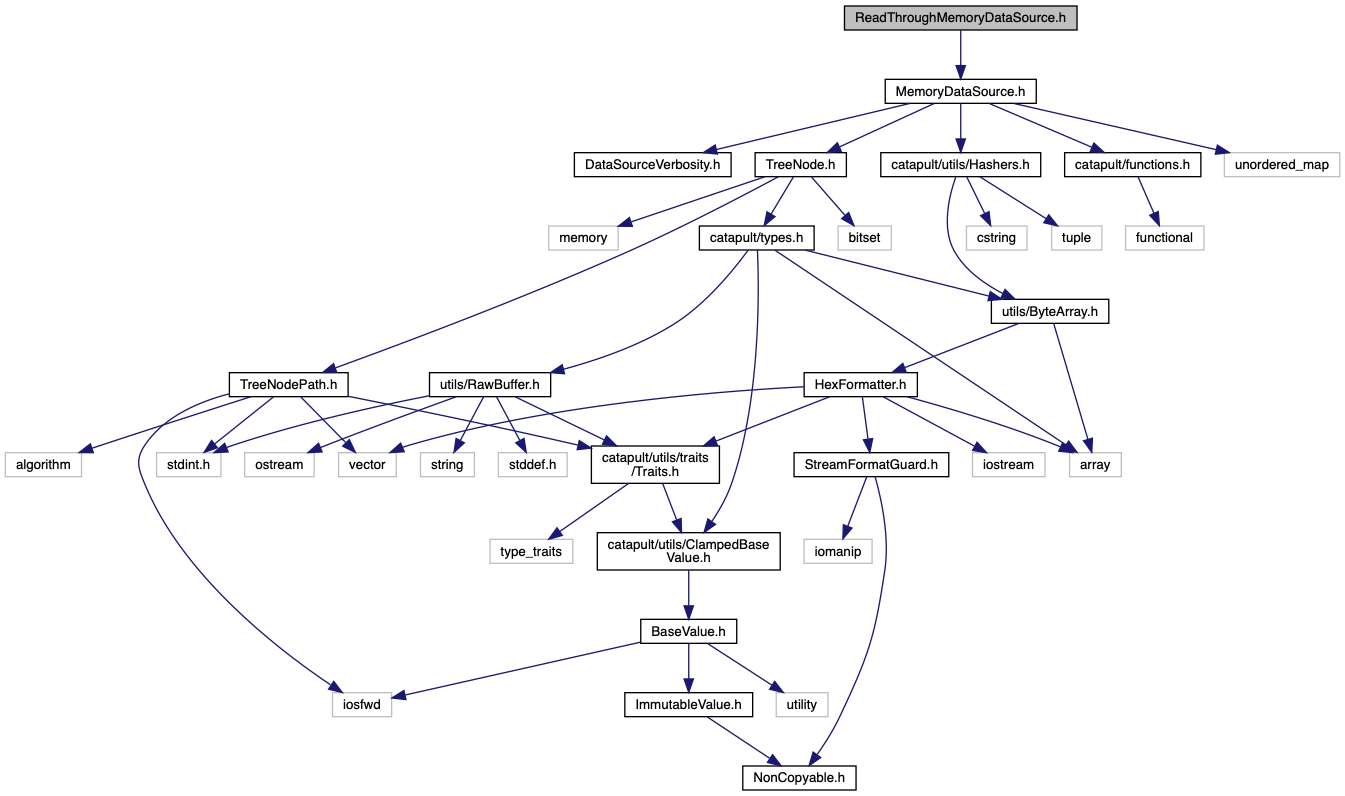 ReadThroughMemoryDataSource.h
MemoryDataSource.h
DataSourceVerbosity.h
TreeNode.h
catapult/utils/Hashers.h
catapult/functions.h
unordered_map
memory
catapult/types.h
bitset
cstring
tuple
functional
utils/ByteArray.h
TreeNodePath.h
utils/RawBuffer.h
HexFormatter.h
algorithm
stdint.h
ostream
vector
string
stddef.h
catapult/utils/traits
/Traits.h
StreamFormatGuard.h
iostream
array
type_traits
catapult/utils/ClampedBase
Value.h
iomanip
BaseValue.h
iosfwd
ImmutableValue.h
utility
NonCopyable.h